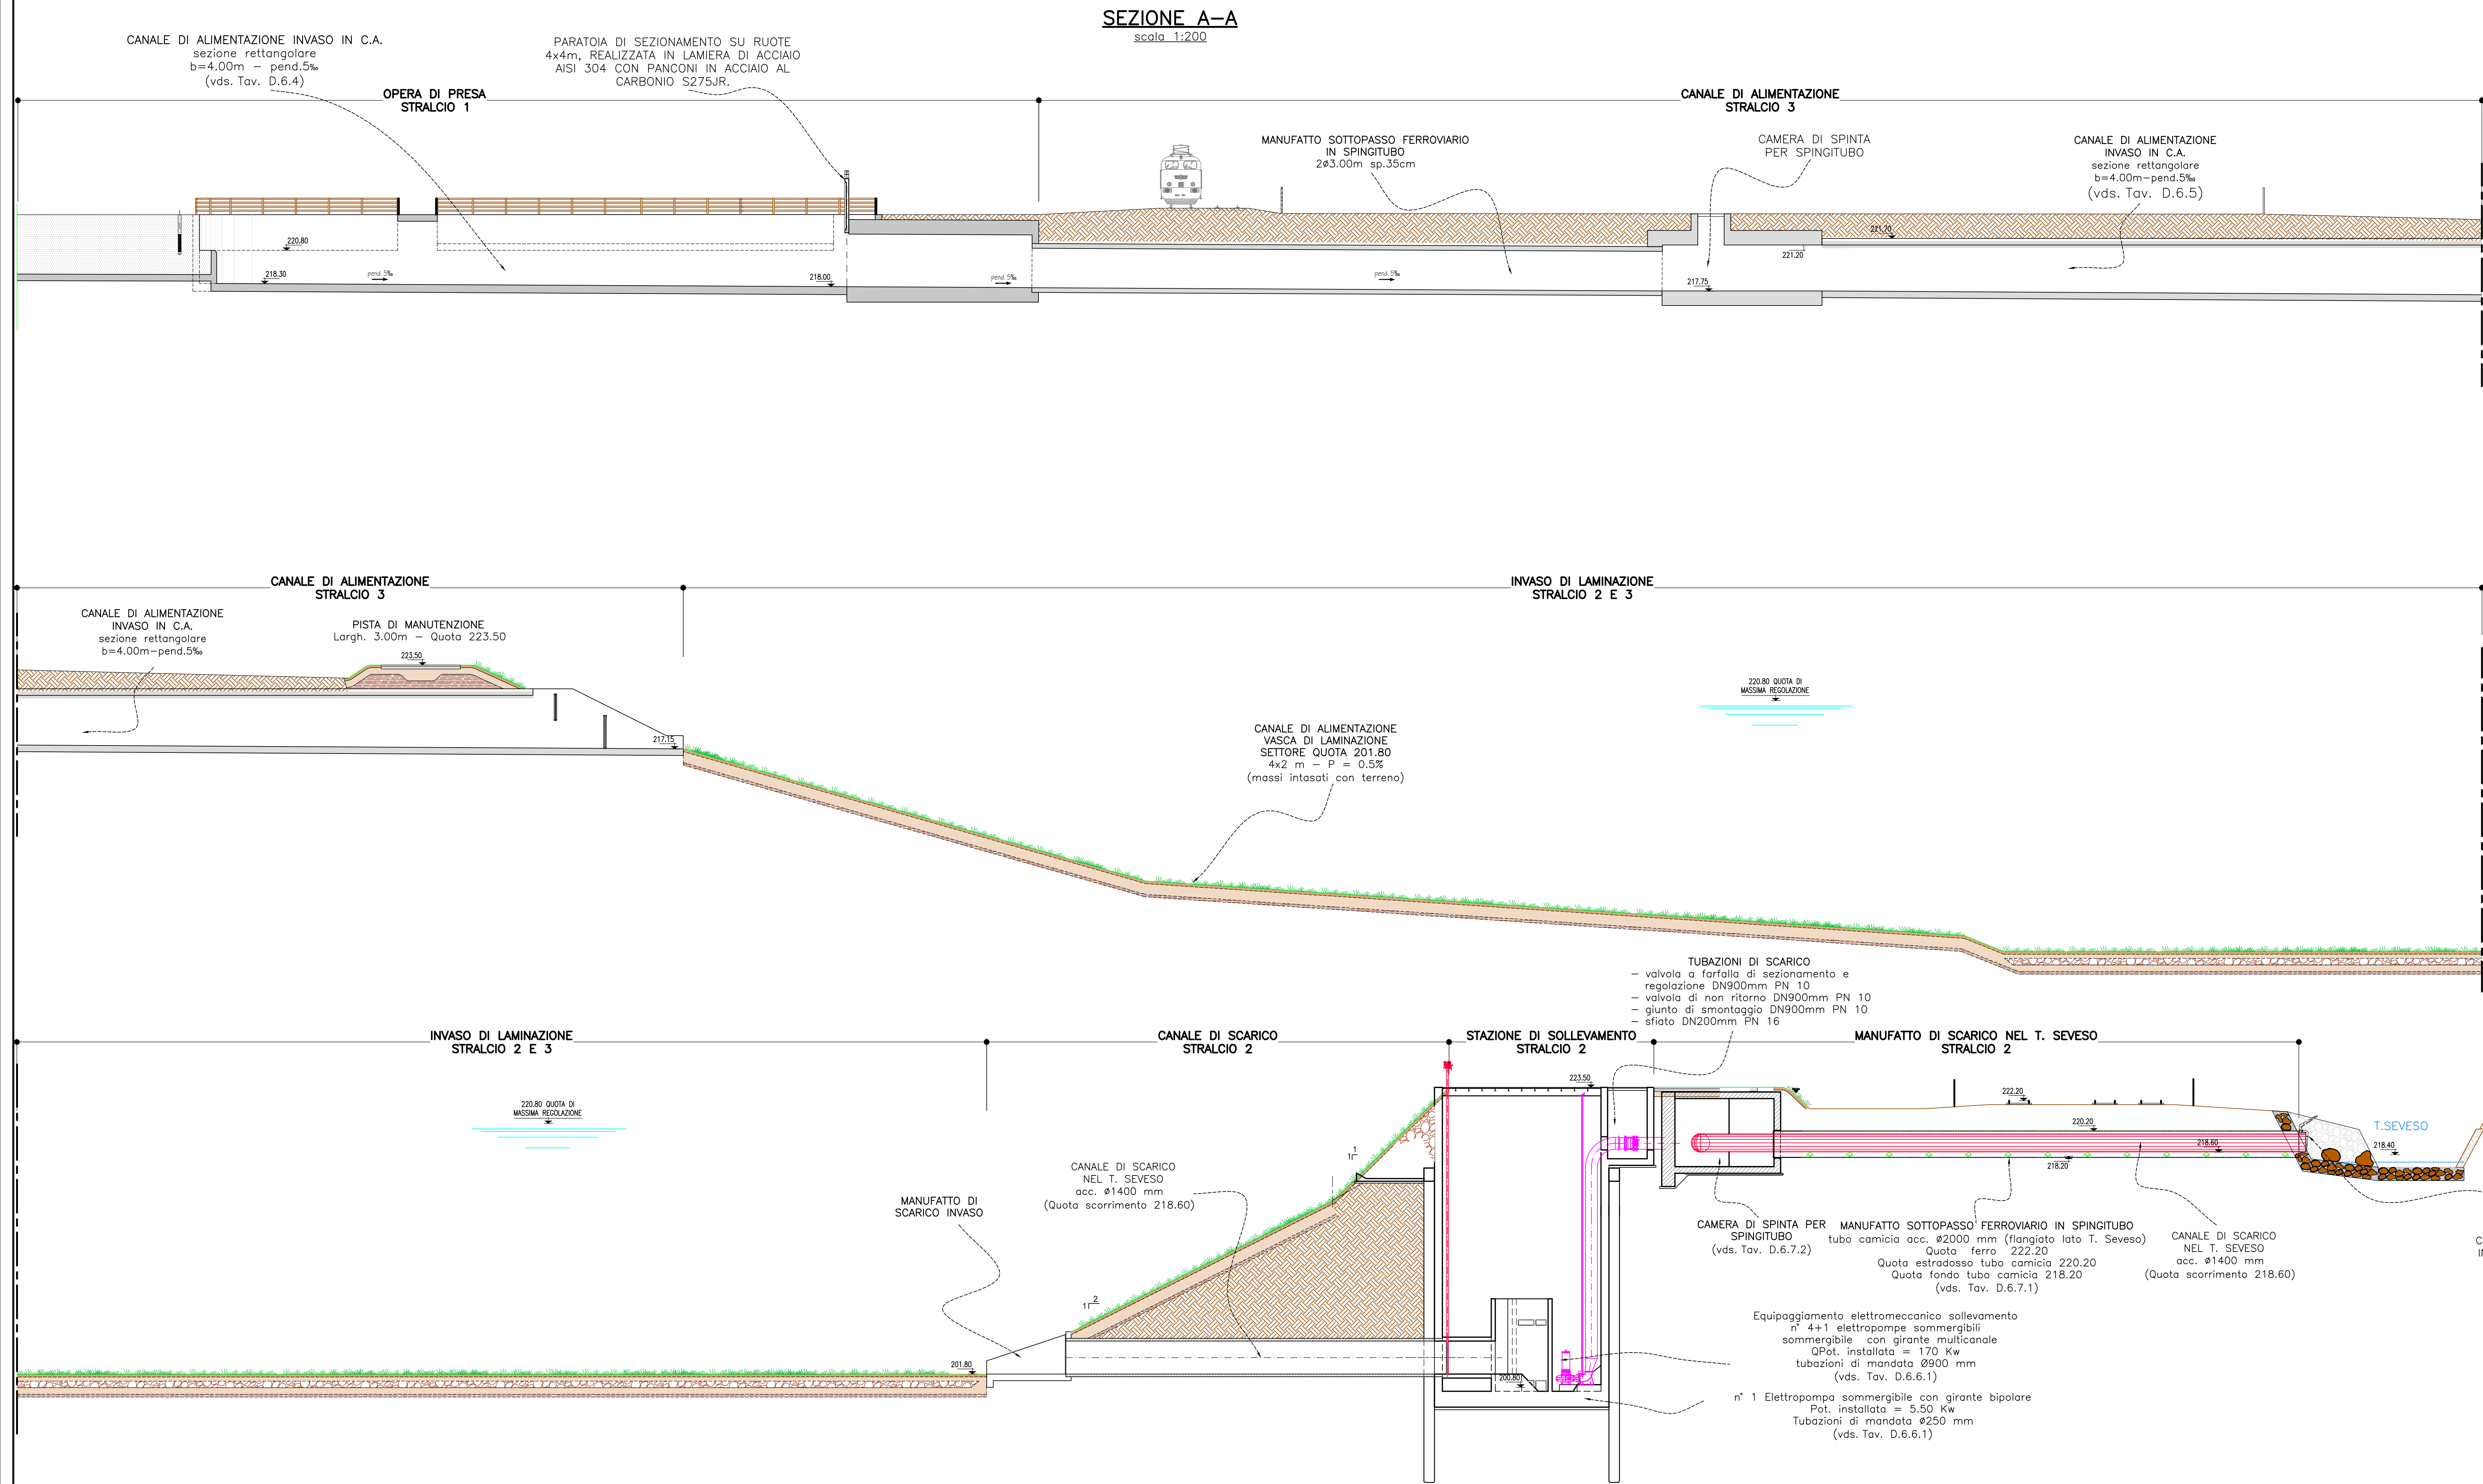 SEZIONE A-A
scala 1:200
CANALE DI ALIMENTAZIONE INVASO IN C.A.
sezione rettangolare
b=4.00m - pend.5‰
(vds. Tav. D.6.4)
PARATOIA DI SEZIONAMENTO SU RUOTE
4x4m, REALIZZATA IN LAMIERA DI ACCIAIO
AISI 304 CON PANCONI IN ACCIAIO AL
CARBONIO S275JR.
OPERA DI PRESA
STRALCIO 1
CANALE DI ALIMENTAZIONE
STRALCIO 3
MANUFATTO SOTTOPASSO FERROVIARIO
IN SPINGITUBO
2ø3.00m sp.35cm
CAMERA DI SPINTA
PER SPINGITUBO
CANALE DI ALIMENTAZIONE
INVASO IN C.A.
sezione rettangolare
b=4.00m-pend.5‰
(vds. Tav. D.6.5)
220.80
218.30
pend.5‰
218.00
pend.5‰
pend.5‰
221.70
221.20
217.75
CANALE DI ALIMENTAZIONE
STRALCIO 3
INVASO DI LAMINAZIONE
STRALCIO 2 E 3
CANALE DI ALIMENTAZIONE
INVASO IN C.A.
sezione rettangolare
b=4.00m-pend.5‰
PISTA DI MANUTENZIONE
Largh. 3.00m - Quota 223.50
223.50
217.15
220.80 QUOTA DI
MASSIMA REGOLAZIONE
CANALE DI ALIMENTAZIONE
VASCA DI LAMINAZIONE
SETTORE QUOTA 201.80
4x2 m - P = 0.5%
(massi intasati con terreno)
TUBAZIONI DI SCARICO
- valvola a farfalla di sezionamento e
regolazione DN900mm PN 10
- valvola di non ritorno DN900mm PN 10
- giunto di smontaggio DN900mm PN 10
- sfiato DN200mm PN 16
INVASO DI LAMINAZIONE
STRALCIO 2 E 3
CANALE DI SCARICO
STRALCIO 2
STAZIONE DI SOLLEVAMENTO
STRALCIO 2
MANUFATTO DI SCARICO NEL T. SEVESO
STRALCIO 2
220.80 QUOTA DI
MASSIMA REGOLAZIONE
223.50
222.20
220.20
218.60
218.20
T.SEVESO
218.40
1
1
2
1
CANALE DI SCARICO
NEL T. SEVESO
acc. ø1400 mm
(Quota scorrimento 218.60)
MANUFATTO DI
SCARICO INVASO
201.80
200.80
CAMERA DI SPINTA PER
SPINGITUBO
(vds. Tav. D.6.7.2)
MANUFATTO SOTTOPASSO FERROVIARIO IN SPINGITUBO
tubo camicia acc. ø2000 mm (flangiato lato T. Seveso)
Quota ferro 222.20
Quota estradosso tubo camicia 220.20
Quota fondo tubo camicia 218.20
(vds. Tav. D.6.7.1)
CANALE DI SCARICO
NEL T. SEVESO
acc. ø1400 mm
(Quota scorrimento 218.60)
Equipaggiamento elettromeccanico sollevamento
n° 4+1 elettropompe sommergibili
sommergibile con girante multicanale
QPot. installata = 170 Kw
tubazioni di mandata Ø900 mm
(vds. Tav. D.6.6.1)
n° 1 Elettropompa sommergibile con girante bipolare
Pot. installata = 5.50 Kw
Tubazioni di mandata ø250 mm
(vds. Tav. D.6.6.1)